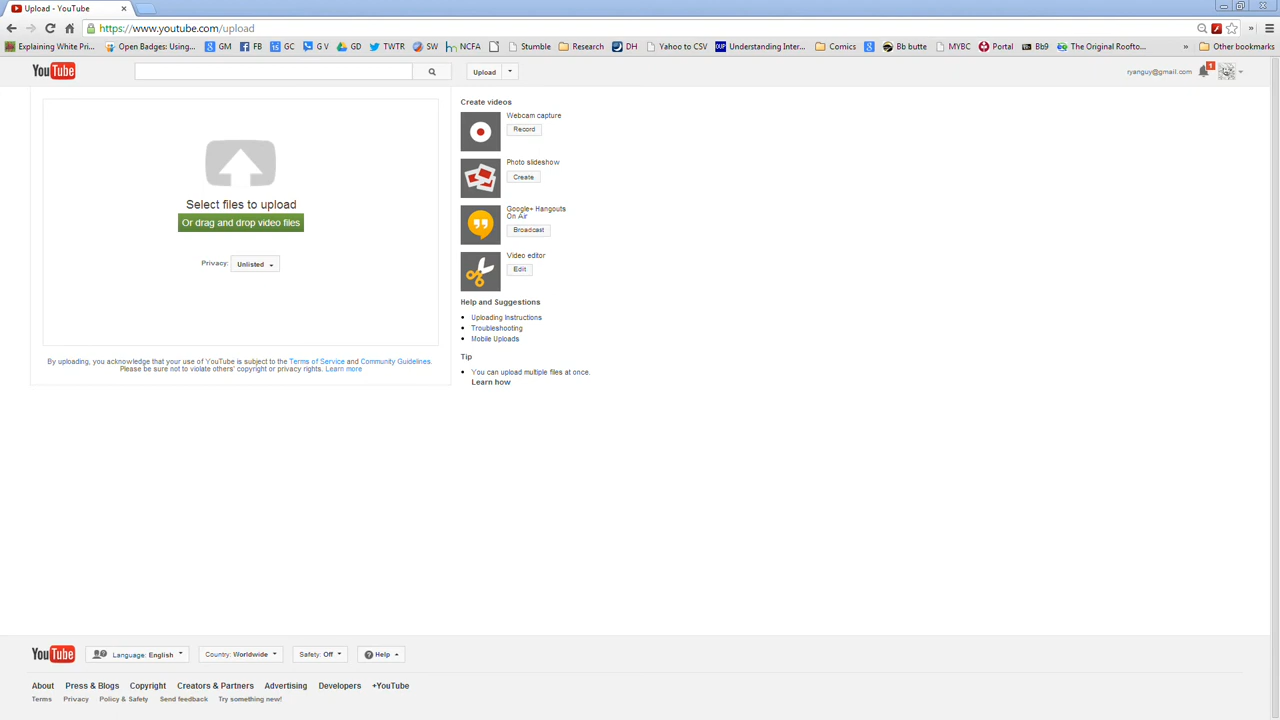 Upload - YouTube
https://www.youtube.com/upload
Explaining White Pri... Open Badges: Using... GM FB GC G V GD TWTR SW NCFA Stumble Research DH Yahoo to CSV Understanding Inter... Comics Bb butte MYBC Portal Bb9 The Original Roofto... » Other bookmarks
YouTube Upload ryanguy@gmail.com 1
Select files to upload
Or drag and drop video files
Privacy: Unlisted
By uploading, you acknowledge that your use of YouTube is subject to the Terms of Service and Community Guidelines.
Please be sure not to violate others' copyright or privacy rights. Learn more
Create videos
Webcam capture
Record
Photo slideshow
Create
Google+ Hangouts
On Air
Broadcast
Video editor
Edit
Help and Suggestions
Uploading Instructions
Troubleshooting
Mobile Uploads
Tip
You can upload multiple files at once.
Learn how
YouTube Language: English Country: Worldwide Safety: Off Help
About Press & Blogs Copyright Creators & Partners Advertising Developers +YouTube
Terms Privacy Policy & Safety Send feedback Try something new!